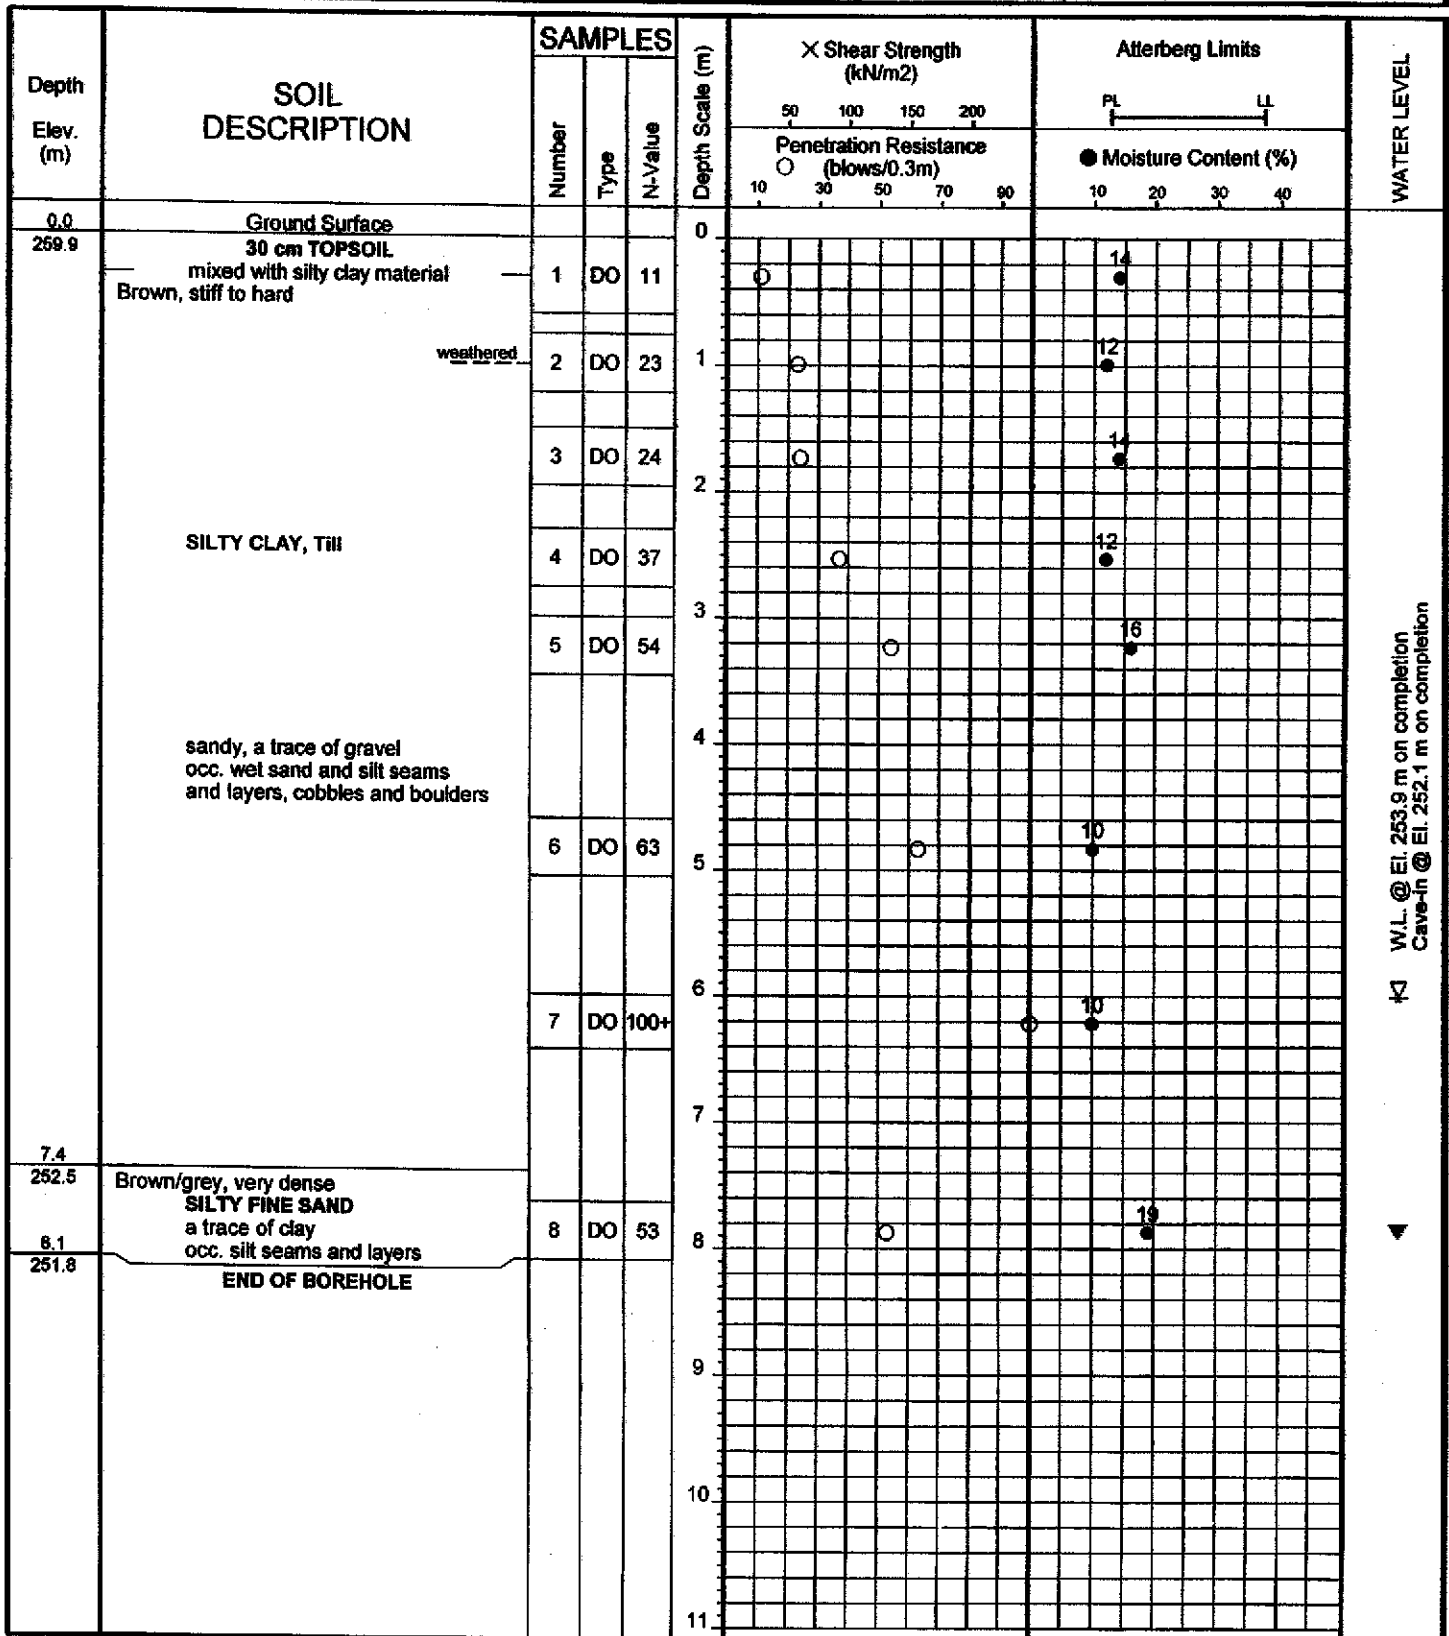 Depth
Elev.
(m)
SOIL
DESCRIPTION
SAMPLES
Number
Type
N-Value
Depth Scale (m)
X Shear Strength
(kN/m2)
50 100 150 200
Penetration Resistance
(blows/0.3m)
10 30 50 70 90
Atterberg Limits
PL LL
Moisture Content (%)
10 20 30 40
WATER LEVEL
0.0 Ground Surface
259.9 30 cm TOPSOIL
mixed with silty clay material
Brown, stiff to hard
weathered
SILTY CLAY, Till
sandy, a trace of gravel
occ. wet sand and silt seams
and layers, cobbles and boulders
7.4
252.5 Brown/grey, very dense
SILTY FINE SAND
a trace of clay
8.1 occ. silt seams and layers
251.8 END OF BOREHOLE
1 DO 11
2 DO 23
3 DO 24
4 DO 37
5 DO 54
6 DO 63
7 DO 100+
8 DO 53
0
1
2
3
4
5
6
7
8
9
10
11
14
12
14
12
16
10
10
19
W.L. @ El. 253.9 m on completion
Cave-in @ El. 252.1 m on completion